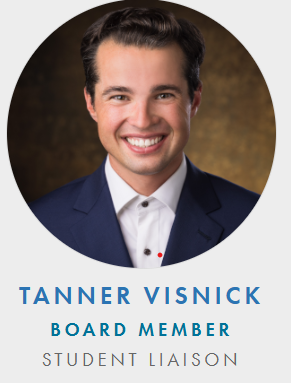 TANNER VISNICK
BOARD MEMBER
STUDENT LIAISON